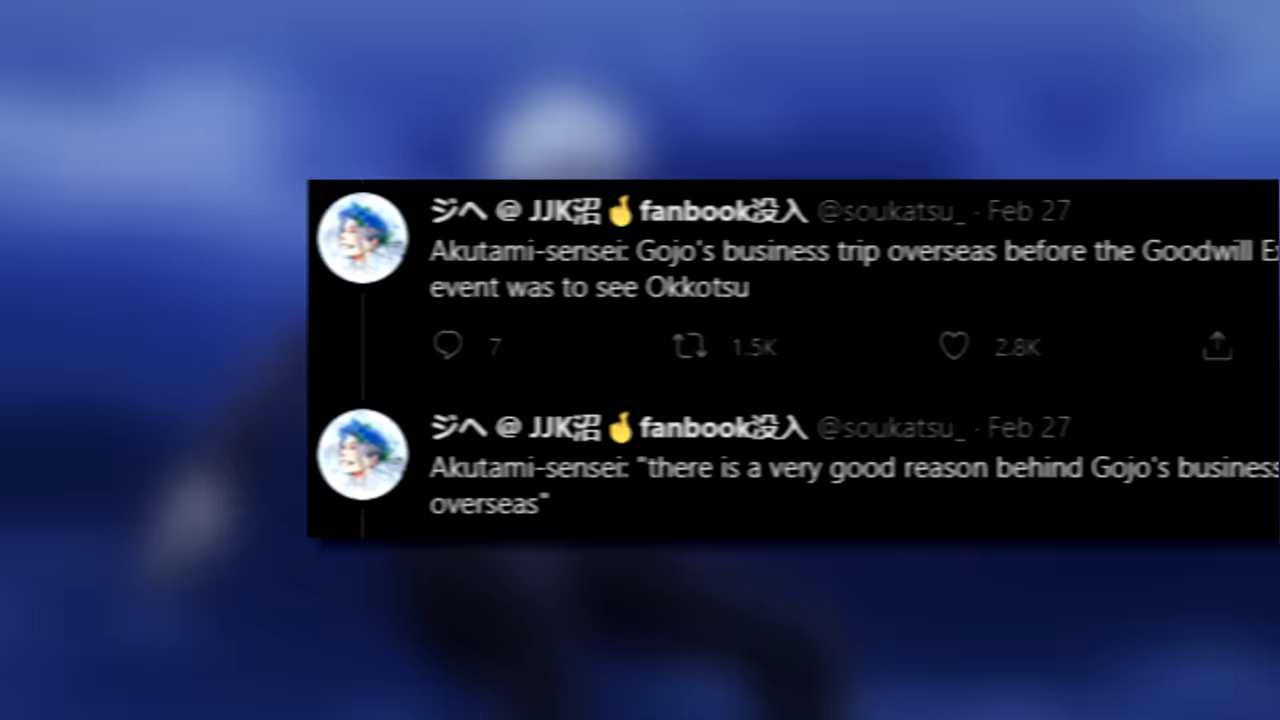 ジヘ @ JJK沼🤞fanbook没入 @soukatsu_ · Feb 27
Akutami-sensei: Gojo's business trip overseas before the Goodwill E
event was to see Okkotsu
7 1.5K 2.8K
ジヘ @ JJK沼🤞fanbook没入 @soukatsu_ · Feb 27
Akutami-sensei: "there is a very good reason behind Gojo's business
overseas"